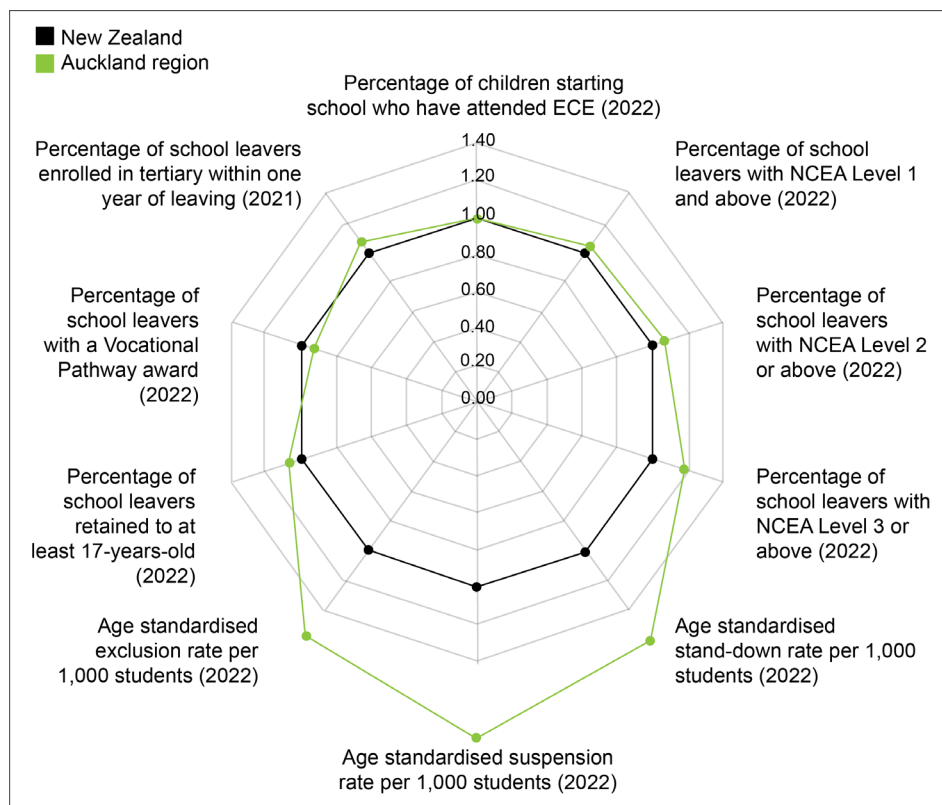 New Zealand
Auckland region
Percentage of children starting
school who have attended ECE (2022)
1.40
1.20
1.00
0.80
0.60
0.40
0.20
0.00
Percentage of school
leavers with NCEA Level 1
and above (2022)
Percentage of
school leavers
with NCEA Level 2
or above (2022)
Percentage of
school leavers with
NCEA Level 3 or
above (2022)
Age standardised
stand-down rate per 1,000
students (2022)
Age standardised suspension
rate per 1,000 students (2022)
Age standardised
exclusion rate per
1,000 students (2022)
Percentage of
school leavers
retained to at
least 17-years-old
(2022)
Percentage of
school leavers
with a Vocational
Pathway award
(2022)
Percentage of school leavers
enrolled in tertiary within one
year of leaving (2021)